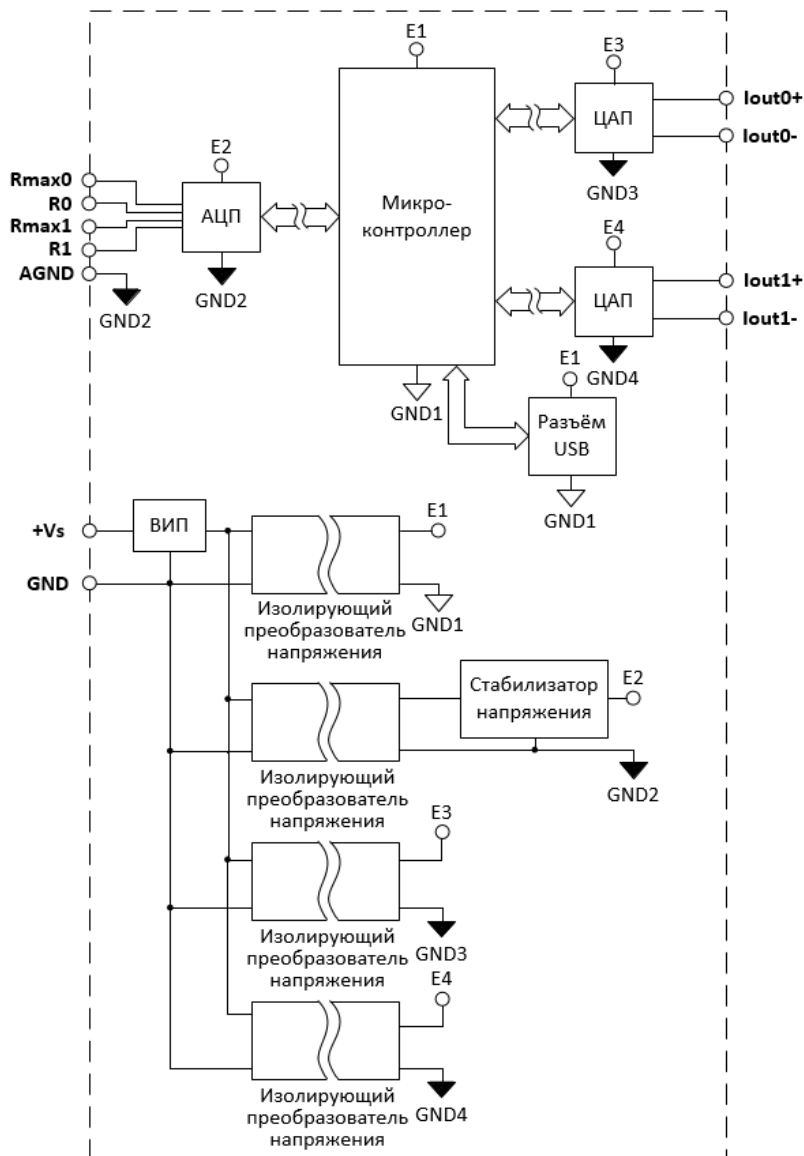 E1
E3
Iout0+
ЦАП
Iout0-
E2
GND3
Rmax0
R0
АЦП
Микро-
контроллер
Rmax1
R1
E4
AGND
Iout1+
ЦАП
GND2
GND2
Iout1-
E1
GND4
GND1
Разъём
USB
GND1
+Vs
ВИП
E1
GND
Изолирующий
преобразователь
напряжения
GND1
Стабилизатор
напряжения
E2
Изолирующий
преобразователь
напряжения
GND2
E3
Изолирующий
преобразователь
напряжения
GND3
E4
Изолирующий
преобразователь
напряжения
GND4